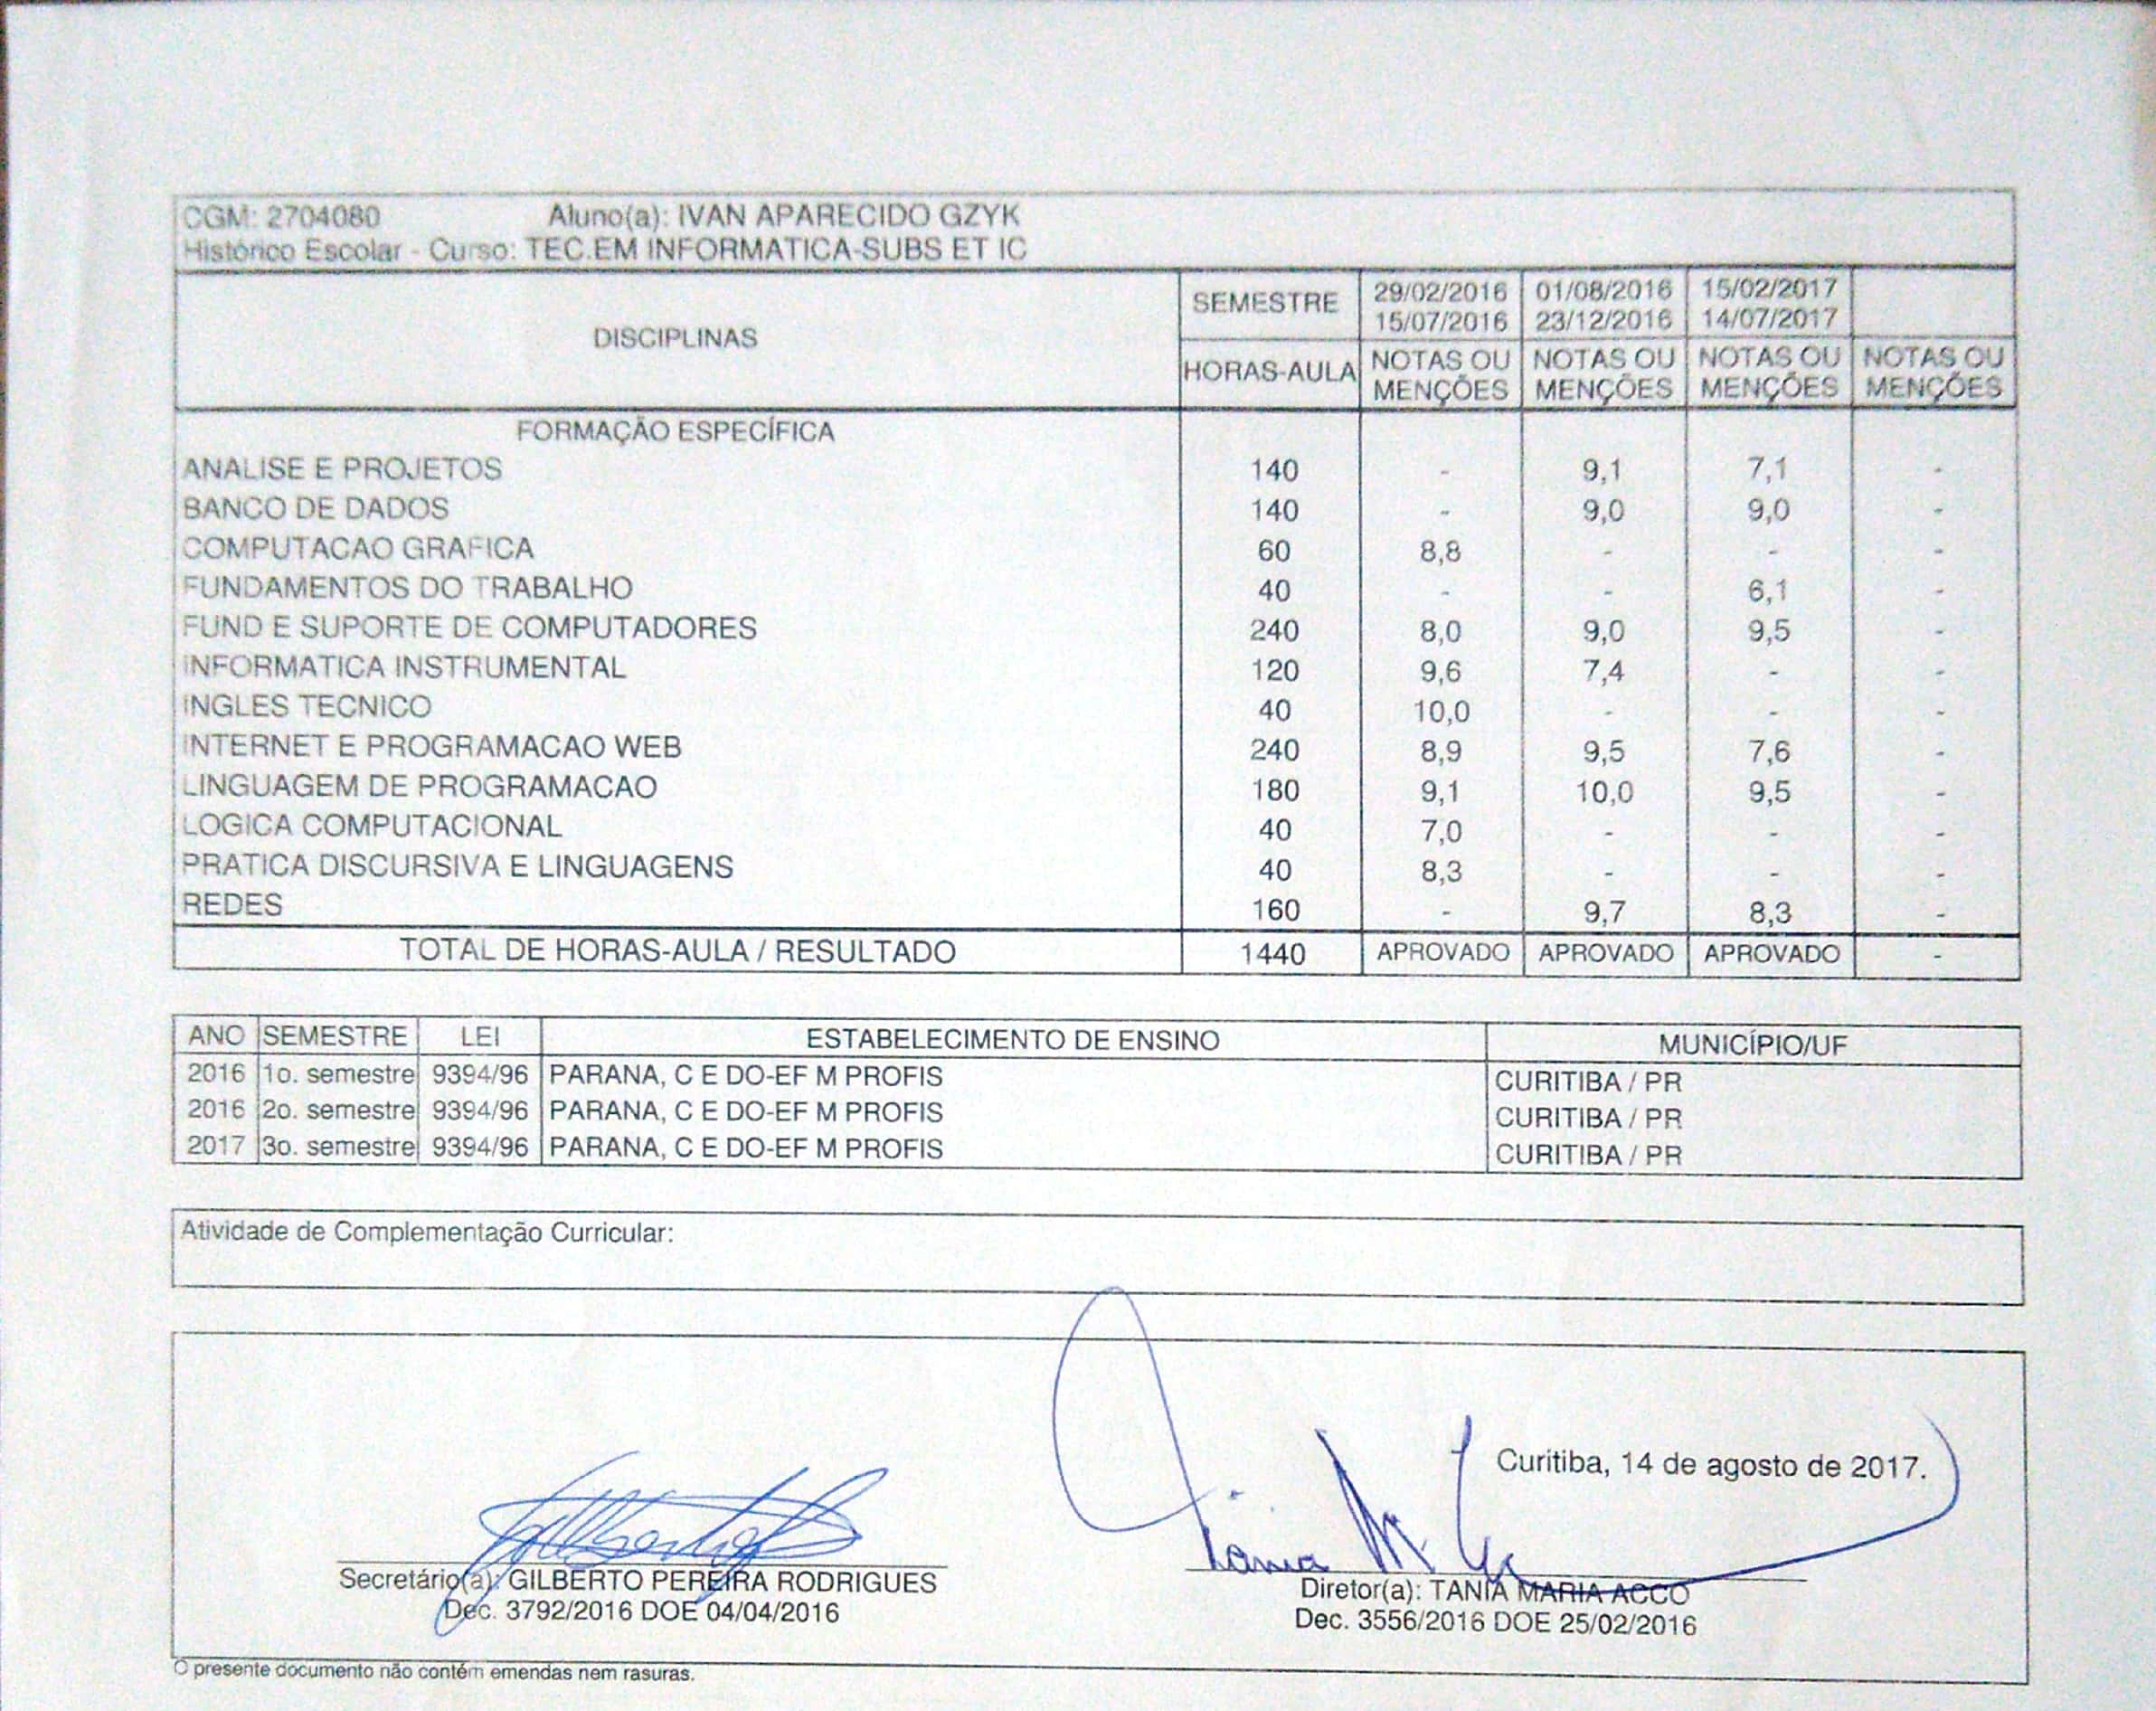 CGM: 2704080 Aluno(a): IVAN APARECIDO GZYK
Histórico Escolar - Curso: TEC.EM INFORMATICA-SUBS ET IC
DISCIPLINAS SEMESTRE 29/02/2016 15/07/2016 01/08/2016 23/12/2016 15/02/2017 14/07/2017
HORAS-AULA NOTAS OU MENÇÕES NOTAS OU MENÇÕES NOTAS OU MENÇÕES NOTAS OU MENÇÕES
FORMAÇÃO ESPECÍFICA
ANALISE E PROJETOS 140 - 9,1 7,1 -
BANCO DE DADOS 140 - 9,0 9,0 -
COMPUTACAO GRAFICA 60 8,8 - - -
FUNDAMENTOS DO TRABALHO 40 - - 6,1 -
FUND E SUPORTE DE COMPUTADORES 240 8,0 9,0 9,5 -
INFORMATICA INSTRUMENTAL 120 9,6 7,4 - -
INGLES TECNICO 40 10,0 - - -
INTERNET E PROGRAMACAO WEB 240 8,9 9,5 7,6 -
LINGUAGEM DE PROGRAMACAO 180 9,1 10,0 9,5 -
LOGICA COMPUTACIONAL 40 7,0 - - -
PRATICA DISCURSIVA E LINGUAGENS 40 8,3 - - -
REDES 160 - 9,7 8,3 -
TOTAL DE HORAS-AULA / RESULTADO 1440 APROVADO APROVADO APROVADO -
ANO SEMESTRE LEI ESTABELECIMENTO DE ENSINO MUNICÍPIO/UF
2016 1o. semestre 9394/96 PARANA, C E DO-EF M PROFIS CURITIBA / PR
2016 2o. semestre 9394/96 PARANA, C E DO-EF M PROFIS CURITIBA / PR
2017 3o. semestre 9394/96 PARANA, C E DO-EF M PROFIS CURITIBA / PR
Atividade de Complementação Curricular:
Curitiba, 14 de agosto de 2017.
Tania M
Secretário(a): GILBERTO PEREIRA RODRIGUES
Dec. 3792/2016 DOE 04/04/2016
Diretor(a): TANIA MARIA ACCO
Dec. 3556/2016 DOE 25/02/2016
O presente documento não contém emendas nem rasuras.